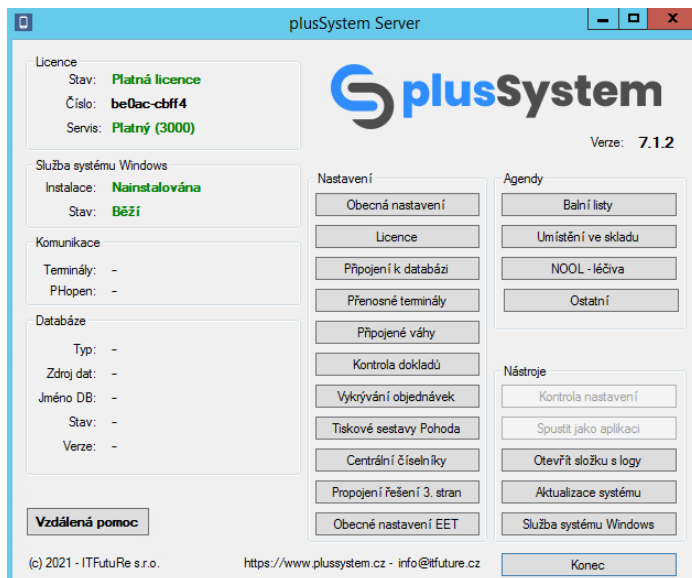 plusSystem Server
Licence
Stav: Platná licence
Číslo: be0ac-cbff4
Servis: Platný (3000)
plusSystem
Verze: 7.1.2
Služba systému Windows
Instalace: Nainstalována
Stav: Běží
Komunikace
Terminály: -
PHopen: -
Databáze
Typ: -
Zdroj dat: -
Jméno DB: -
Stav: -
Verze: -
Vzdálená pomoc
Nastavení
Obecná nastavení
Licence
Připojení k databázi
Přenosné terminály
Připojené váhy
Kontrola dokladů
Vykrývání objednávek
Tiskové sestavy Pohoda
Centrální číselníky
Propojení řešení 3. stran
Obecné nastavení EET
Agendy
Balní listy
Umístění ve skladu
NOOL - léčiva
Ostatní
Nástroje
Kontrola nastavení
Spustit jako aplikaci
Otevřít složku s logy
Aktualizace systému
Služba systému Windows
(c) 2021 - ITFutuRe s.r.o.
https://www.plussystem.cz - info@itfuture.cz
Konec